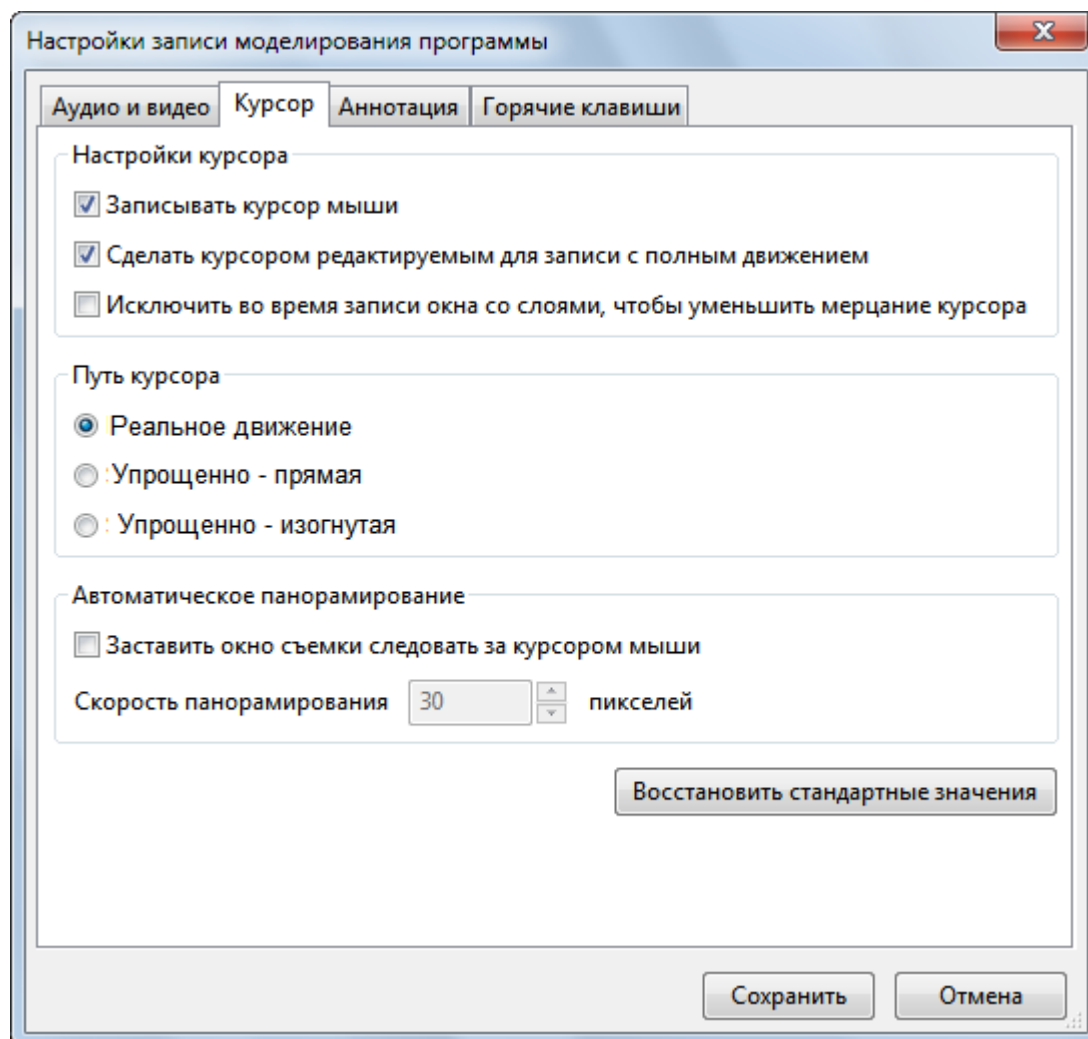 Настройки записи моделирования программы
Аудио и видео Курсор Аннотация Горячие клавиши
Настройки курсора
Записывать курсор мыши
Сделать курсором редактируемым для записи с полным движением
Исключить во время записи окна со слоями, чтобы уменьшить мерцание курсора
Путь курсора
Реальное движение
Упрощенно - прямая
Упрощенно - изогнутая
Автоматическое панорамирование
Заставить окно съемки следовать за курсором мыши
Скорость панорамирования 30 пикселей
Восстановить стандартные значения
Сохранить Отмена